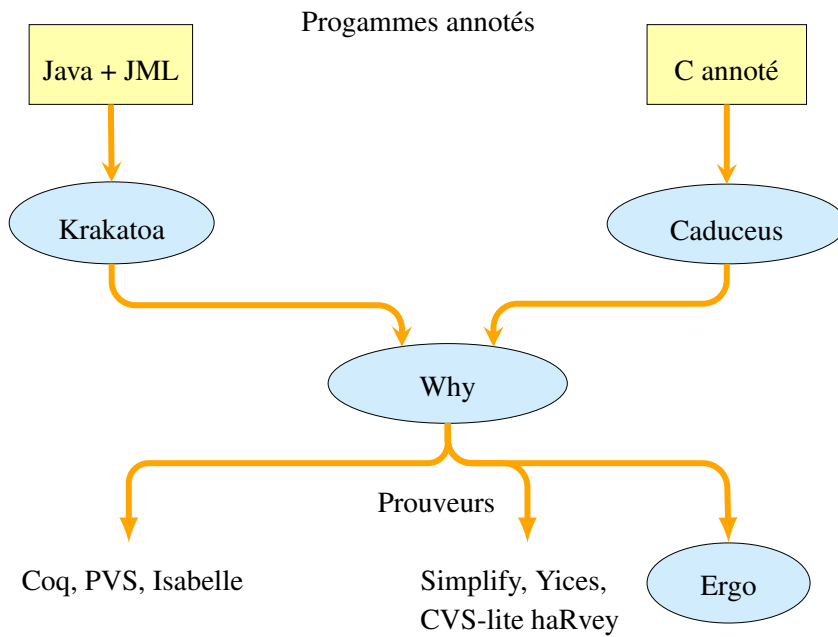 Progammes annotés
Java + JML
C annoté
Krakatoa
Caduceus
Why
Prouveurs
Coq, PVS, Isabelle
Simplify, Yices,
CVS-lite haRvey
Ergo